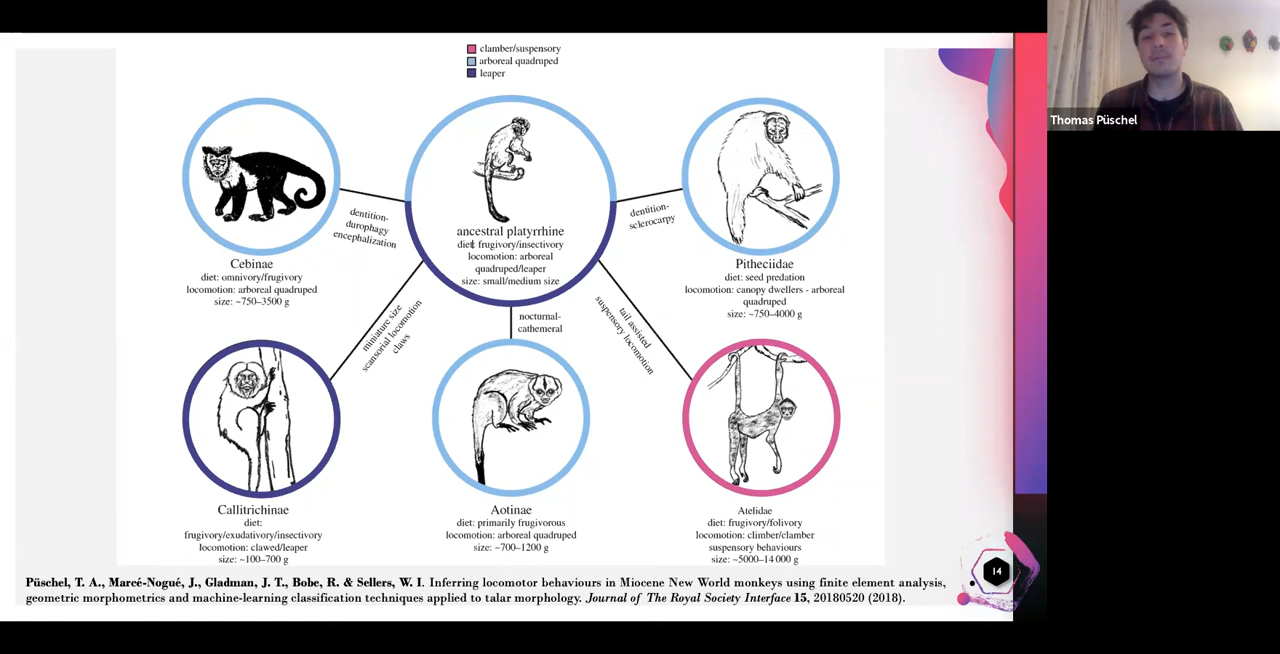 clamber/suspensory
arboreal quadruped
leaper
Thomas Püschel
ancestral platyrrhine
diet: frugivory/insectivory
locomotion: arboreal
quadruped/leaper
size: small/medium size
dentition-
durophagy
encephalization
dentition-
sclerocarpy
Cebinae
diet: omnivory/frugivory
locomotion: arboreal quadruped
size: ~750–3500 g
Pitheciidae
diet: seed predation
locomotion: canopy dwellers - arboreal
quadruped
size: ~750–4000 g
miniature size
scansorial locomotion
claws
nocturnal-
cathemeral
tail assisted
suspensory locomotion
Callitrichinae
diet:
frugivory/exudativory/insectivory
locomotion: clawed/leaper
size: ~100–700 g
Aotinae
diet: primarily frugivorous
locomotion: arboreal quadruped
size: ~700–1200 g
Atelidae
diet: frugivory/folivory
locomotion: climber/clamber
suspensory behaviours
size: ~5000–14 000 g
14
Püschel, T. A., Marcé-Nogué, J., Gladman, J. T., Bobe, R. & Sellers, W. I. Inferring locomotor behaviours in Miocene New World monkeys using finite element analysis,
geometric morphometrics and machine-learning classification techniques applied to talar morphology. Journal of The Royal Society Interface 15, 20180520 (2018).